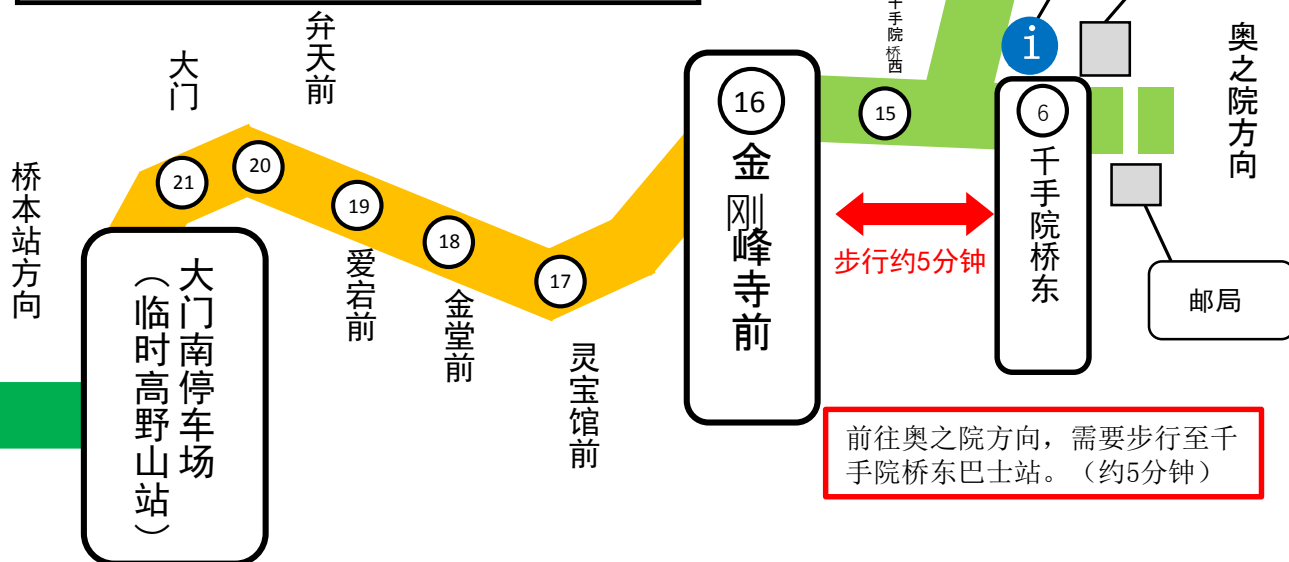 弁天前
大门
千手院桥西
i
奥之院方向
16
金刚峰寺前
15
6
千手院桥东
21
20
19
18
17
桥本站方向
爱宕前
金堂前
灵宝馆前
步行约5分钟
大门南停车场
（临时高野山站）
邮局
前往奥之院方向，需要步行至千
手院桥东巴士站。（约5分钟）